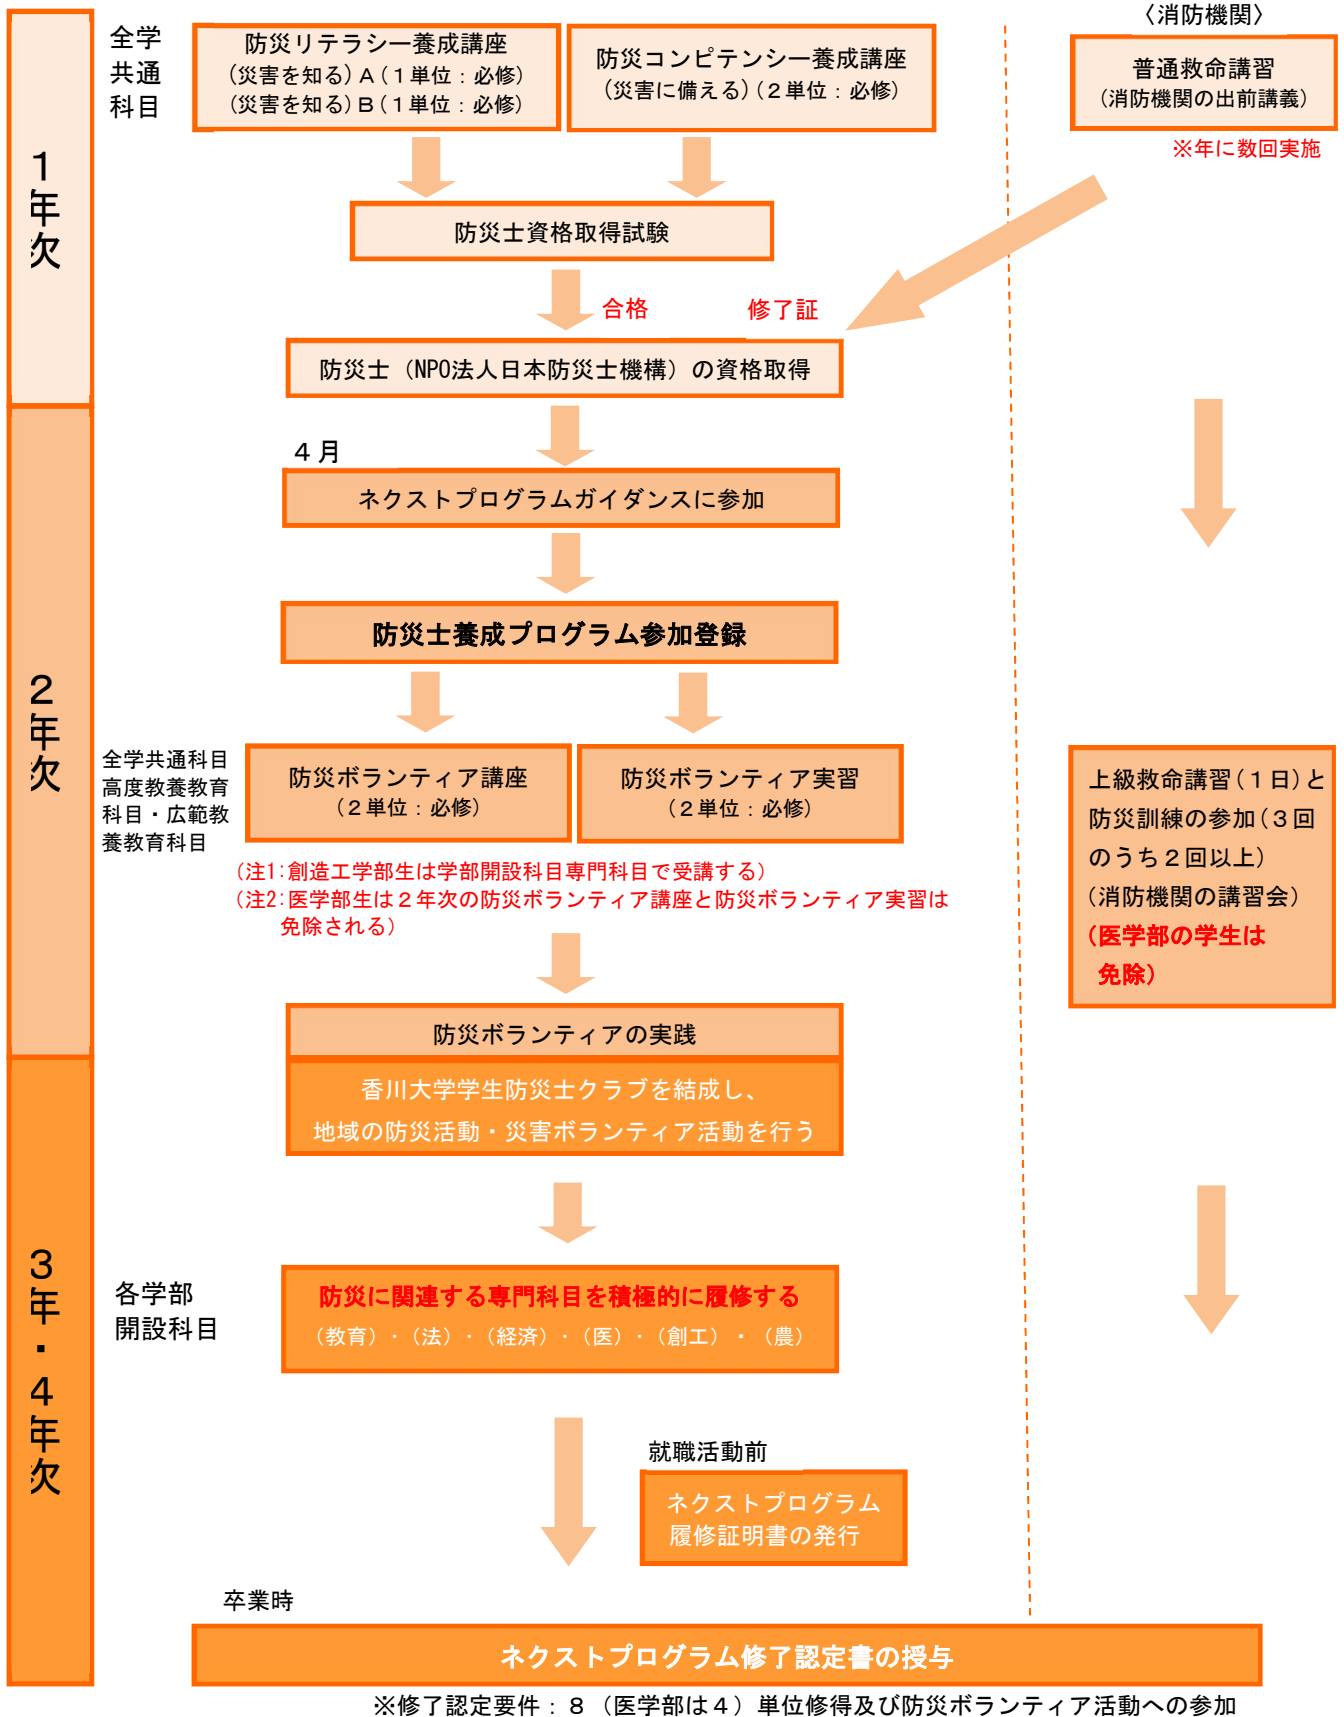 〈消防機関〉
1年次
全学
共通
科目
防災リテラシー養成講座
(災害を知る)A(1単位：必修)
(災害を知る)B(1単位：必修)
防災コンピテンシー養成講座
(災害に備える)(2単位：必修)
普通救命講習
(消防機関の出前講義)
※年に数回実施
防災士資格取得試験
合格
修了証
防災士（NPO法人日本防災士機構）の資格取得
2年次
4月
ネクストプログラムガイダンスに参加
防災士養成プログラム参加登録
全学共通科目
高度教養教育
科目・広範教
養教育科目
防災ボランティア講座
(2単位：必修)
防災ボランティア実習
(2単位：必修)
(注1:創造工学部生は学部開設科目専門科目で受講する)
(注2:医学部生は2年次の防災ボランティア講座と防災ボランティア実習は
免除される)
上級救命講習(1日)と
防災訓練の参加(3回
のうち2回以上)
(消防機関の講習会)
(医学部の学生は
免除)
防災ボランティアの実践
香川大学学生防災士クラブを結成し、
地域の防災活動・災害ボランティア活動を行う
3年・4年次
各学部
開設科目
防災に関連する専門科目を積極的に履修する
（教育）・（法）・（経済）・（医）・（創工）・（農）
就職活動前
ネクストプログラム
履修証明書の発行
卒業時
ネクストプログラム修了認定書の授与
※修了認定要件：8（医学部は4）単位修得及び防災ボランティア活動への参加